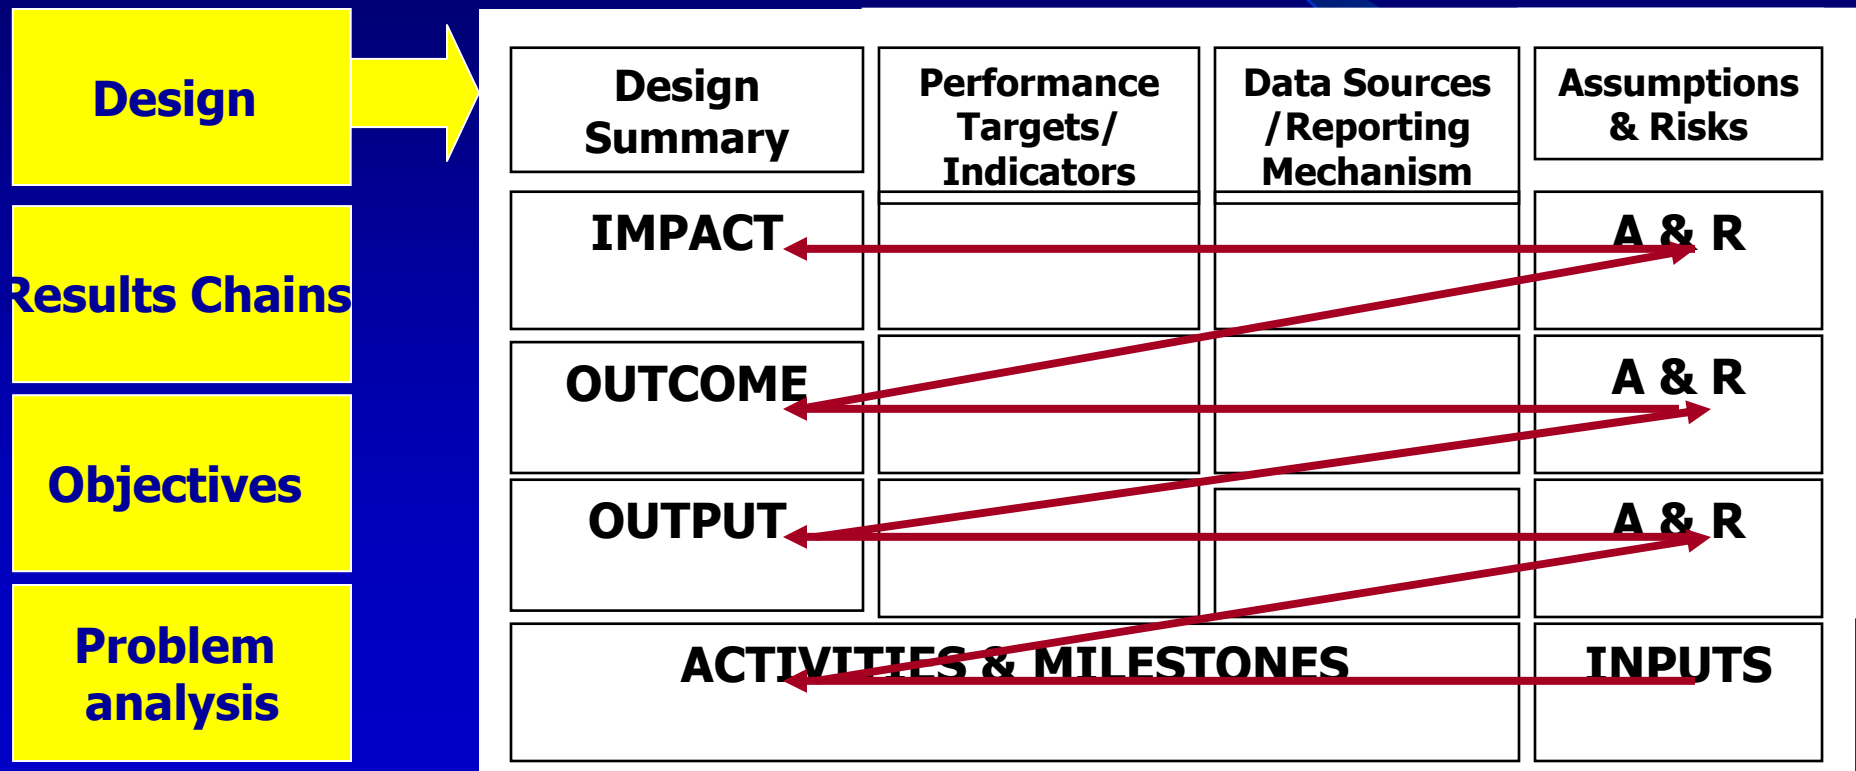 Design
Results Chains
Objectives
Problem
analysis
Design
Summary
Performance
Targets/
Indicators
Data Sources
/Reporting
Mechanism
Assumptions
& Risks
IMPACT
A & R
OUTCOME
A & R
OUTPUT
A & R
ACTIVITIES & MILESTONES
INPUTS